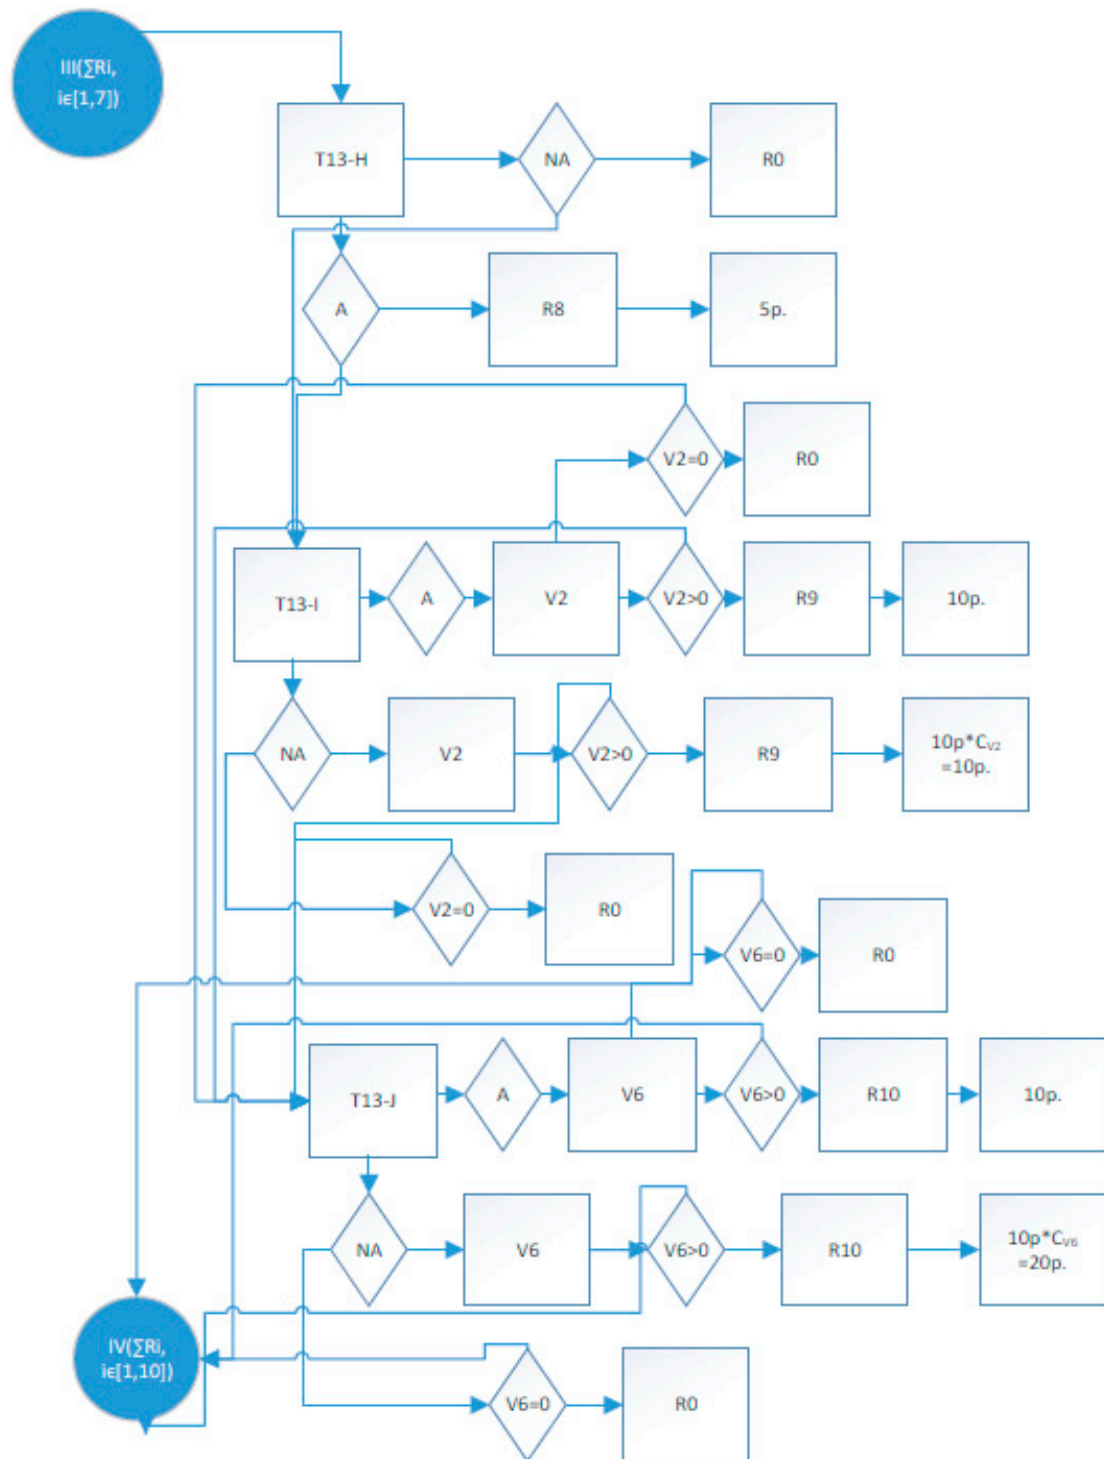 III(∑Ri,
iϵ[1,7])
T13-H
NA
R0
A
R8
5p.
V2=0
R0
T13-I
A
V2
V2>0
R9
10p.
NA
V2
V2>0
R9
10p*CV2
=10p.
V2=0
R0
V6=0
R0
T13-J
A
V6
V6>0
R10
10p.
NA
V6
V6>0
R10
10p*CV6
=20p.
IV(∑Ri,
iϵ[1,10])
V6=0
R0